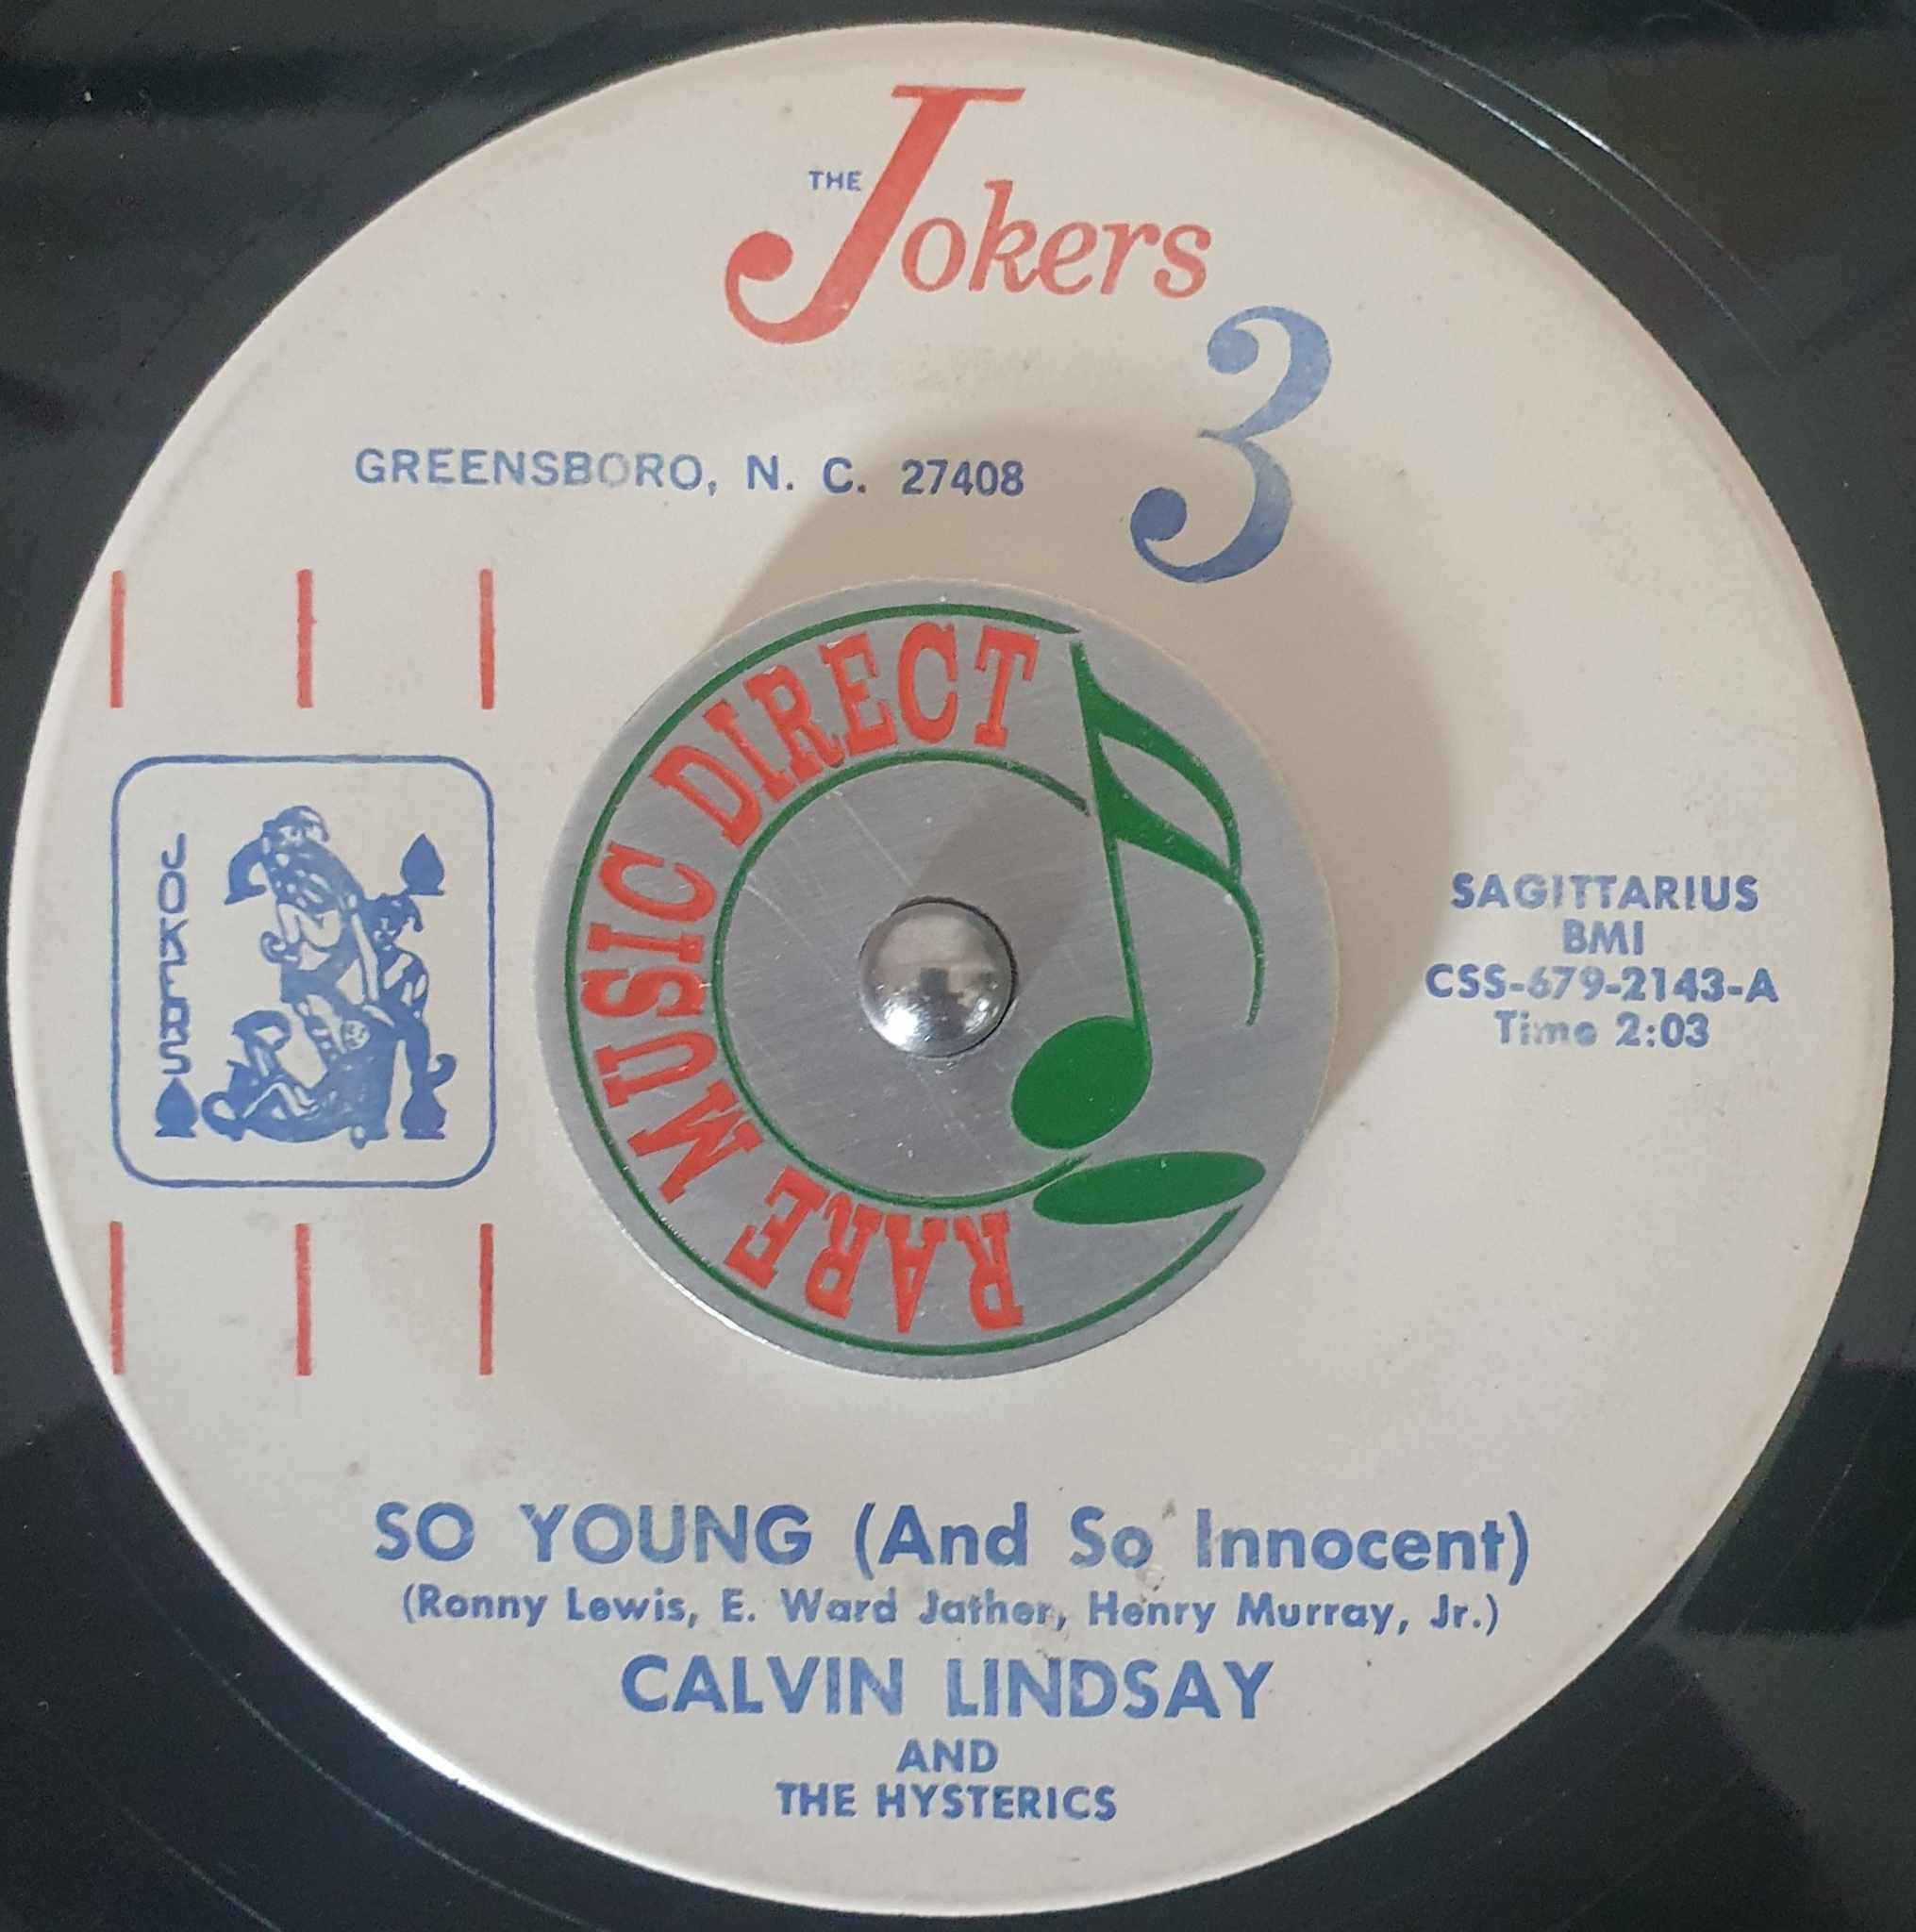 THE
Jokers
3
GREENSBORO, N. C. 27408
JOKERS
RARE MUSIC DIRECT
SAGITTARIUS
BMI
CSS-679-2143-A
Time 2:03
SO YOUNG (And So Innocent)
(Ronny Lewis, E. Ward Jather, Henry Murray, Jr.)
CALVIN LINDSAY
AND
THE HYSTERICS